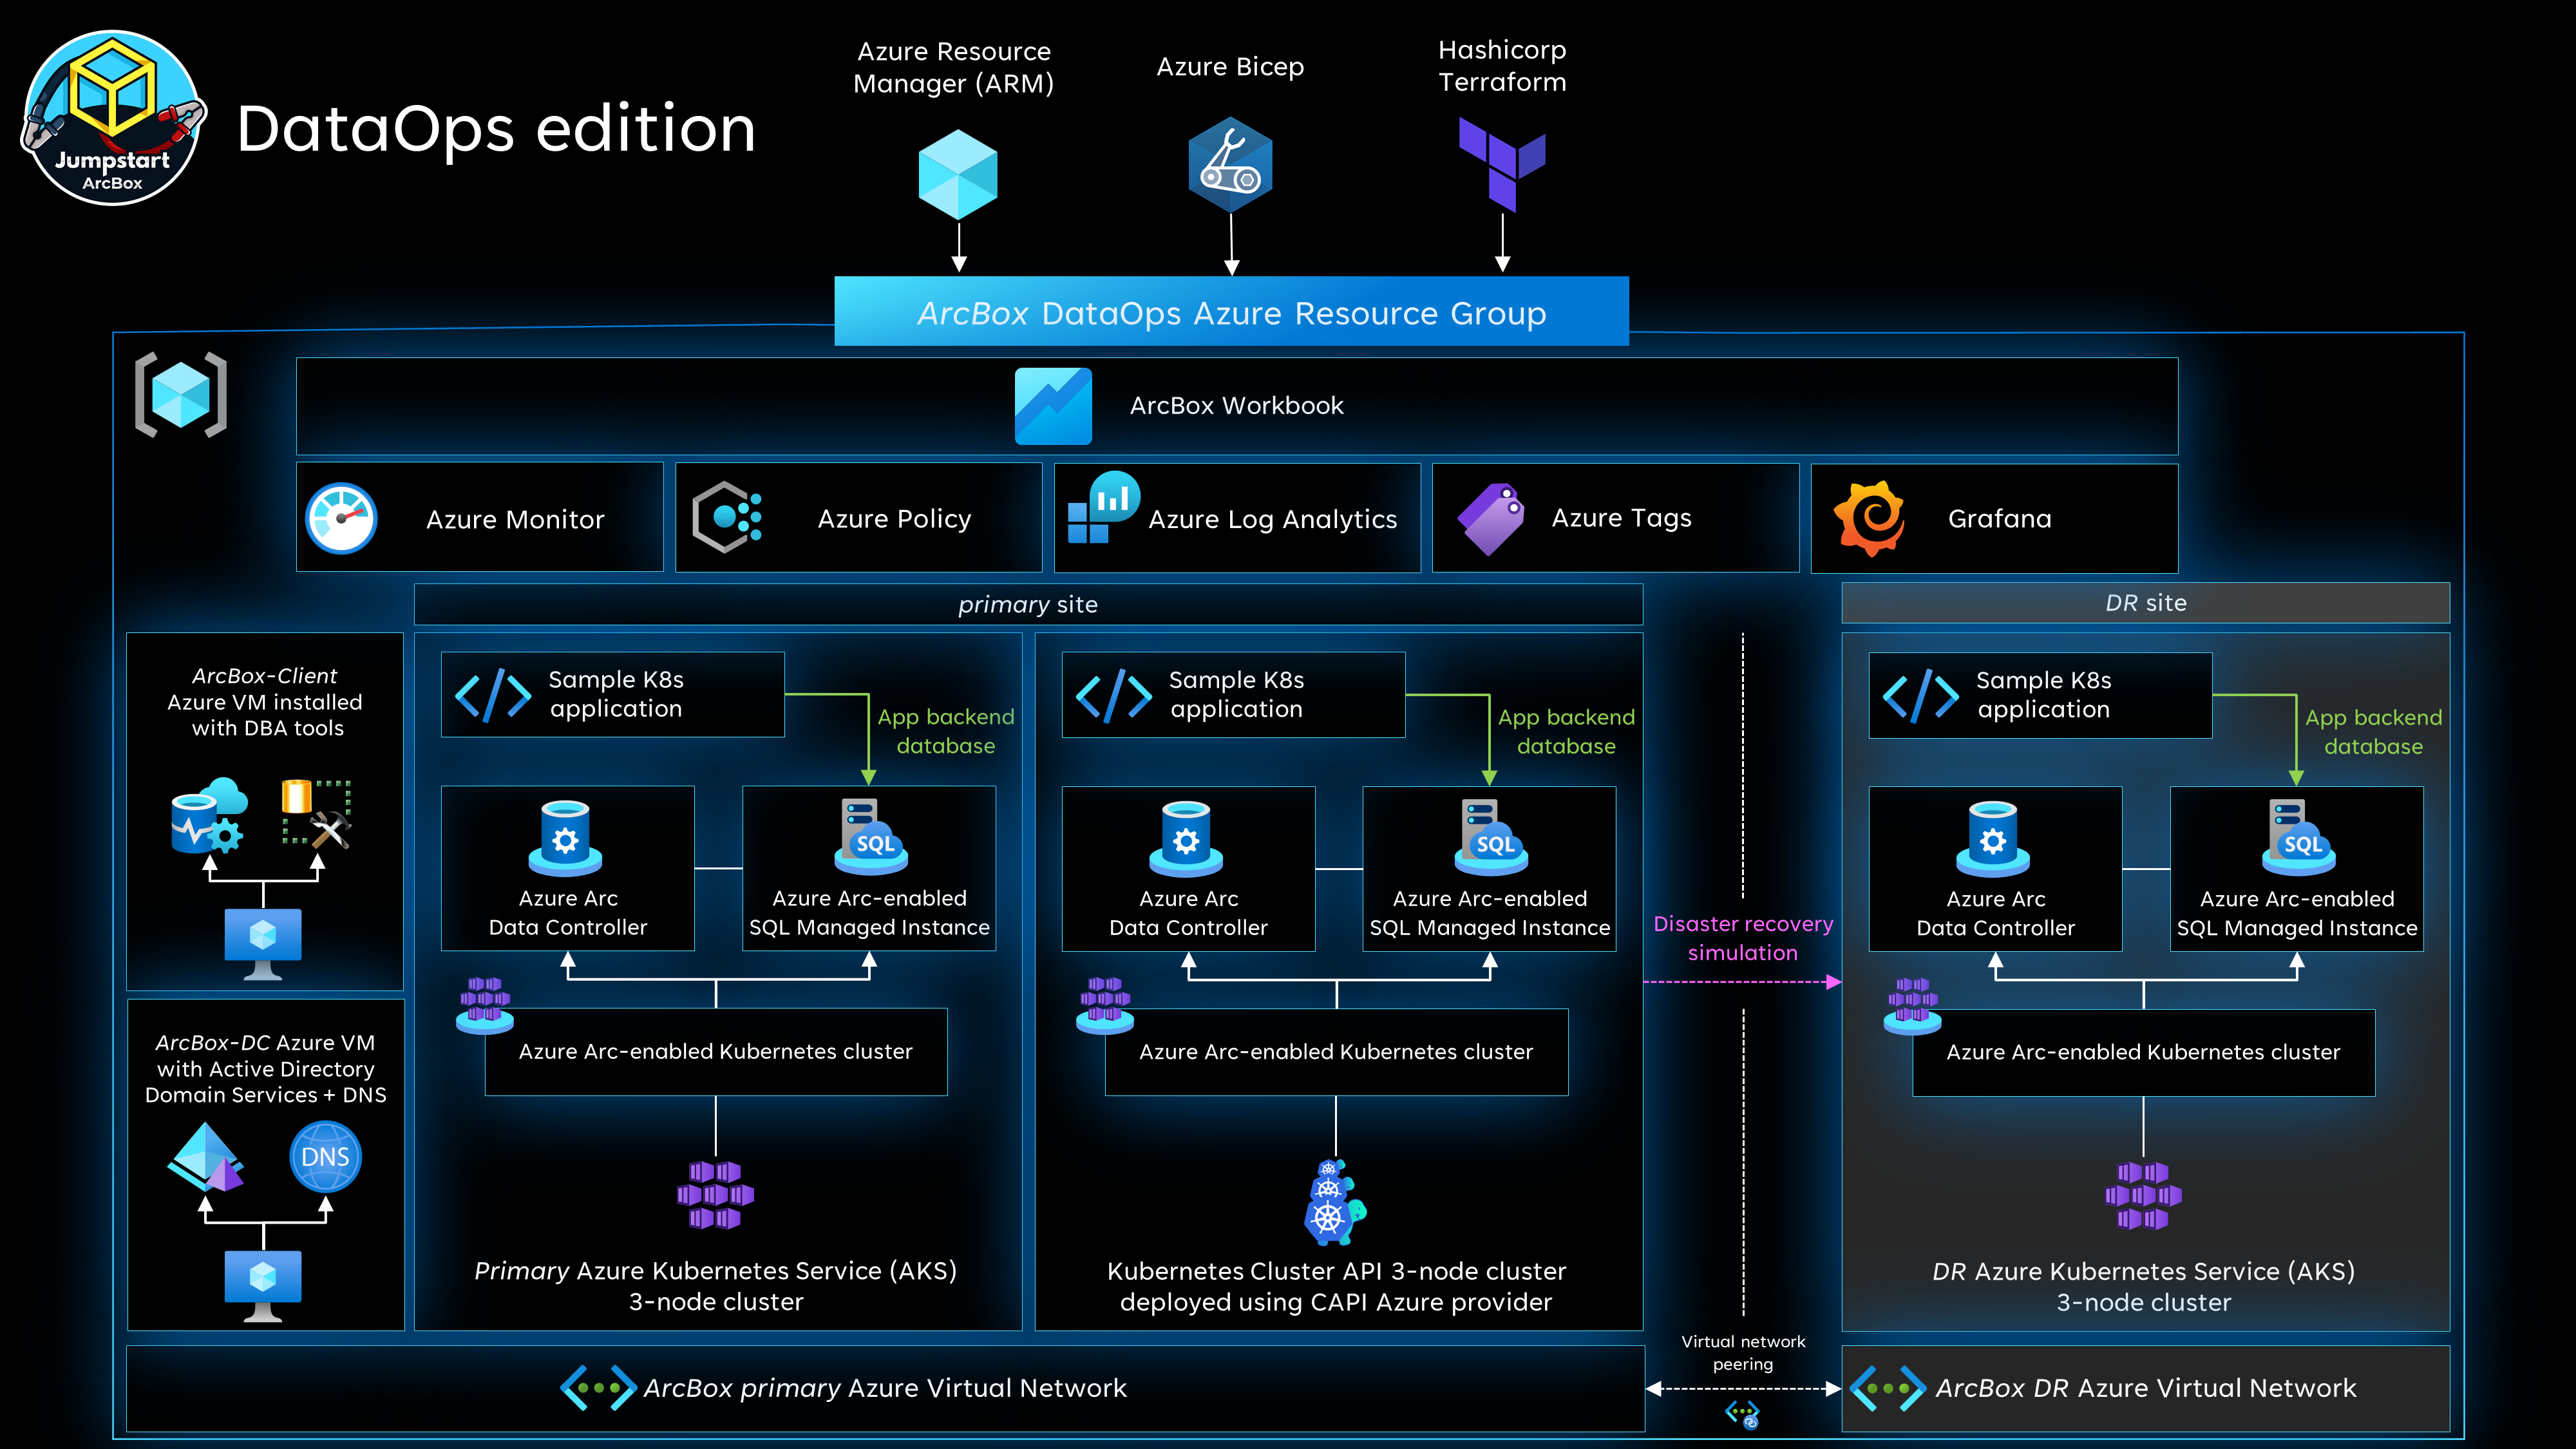 Jumpstart
ArcBox
DataOps edition
Azure Resource
Manager (ARM)
Azure Bicep
Hashicorp
Terraform
ArcBox DataOps Azure Resource Group
ArcBox Workbook
Azure Monitor
Azure Policy
Azure Log Analytics
Azure Tags
Grafana
primary site
DR site
ArcBox-Client
Azure VM installed
with DBA tools
ArcBox-DC Azure VM
with Active Directory
Domain Services + DNS
DNS
Sample K8s
application
App backend
database
Azure Arc
Data Controller
SQL
Azure Arc-enabled
SQL Managed Instance
Azure Arc-enabled Kubernetes cluster
Primary Azure Kubernetes Service (AKS)
3-node cluster
Sample K8s
application
App backend
database
Azure Arc
Data Controller
SQL
Azure Arc-enabled
SQL Managed Instance
Azure Arc-enabled Kubernetes cluster
Kubernetes Cluster API 3-node cluster
deployed using CAPI Azure provider
Disaster recovery
simulation
Sample K8s
application
App backend
database
Azure Arc
Data Controller
SQL
Azure Arc-enabled
SQL Managed Instance
Azure Arc-enabled Kubernetes cluster
DR Azure Kubernetes Service (AKS)
3-node cluster
ArcBox primary Azure Virtual Network
Virtual network
peering
ArcBox DR Azure Virtual Network